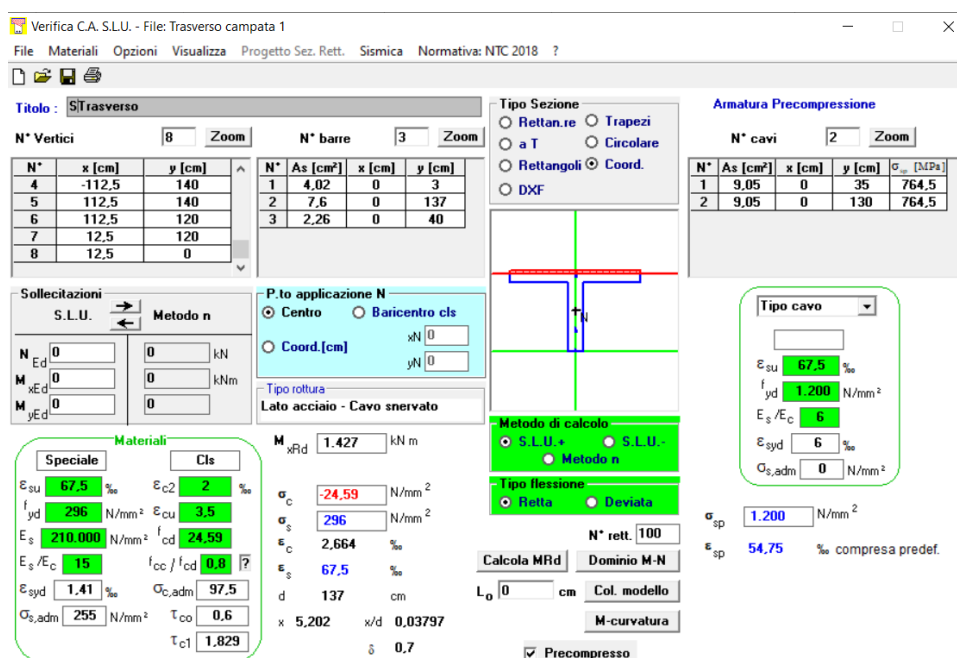 Verifica C.A. S.L.U. - File: Trasverso campata 1
File Materiali Opzioni Visualizza Progetto Sez. Rett. Sismica Normativa: NTC 2018 ?
Titolo : STrasverso
N° Vertici 8 Zoom
N° x [cm] y [cm]
4 -112,5 140
5 112,5 140
6 112,5 120
7 12,5 120
8 12,5 0
N° barre 3 Zoom
N° As [cm²] x [cm] y [cm]
1 4,02 0 3
2 7,6 0 137
3 2,26 0 40
Tipo Sezione
Rettan.re Trapezi
a T Circolare
Rettangoli Coord.
DXF
N
Armatura Precompressione
N° cavi 2 Zoom
N° As [cm²] x [cm] y [cm] σsp [MPa]
1 9,05 0 35 764,5
2 9,05 0 130 764,5
Sollecitazioni
S.L.U. Metodo n
N Ed 0 0 kN
M xEd 0 0 kNm
M yEd 0 0
P.to applicazione N
Centro Baricentro cls
Coord.[cm] xN 0
yN 0
Tipo rottura
Lato acciaio - Cavo snervato
Materiali
Speciale Cls
εsu 67,5 ‰ εc2 2 ‰
fyd 296 N/mm² εcu 3,5
Es 210.000 N/mm² fcd 24,59
Es/Ec 15 fcc / fcd 0,8 ?
εsyd 1,41 ‰ σc,adm 97,5
σs,adm 255 N/mm² τco 0,6
τc1 1,829
M xRd 1.427 kN m
σc -24,59 N/mm²
σs 296 N/mm²
εc 2,664 ‰
εs 67,5 ‰
d 137 cm
x 5,202 x/d 0,03797
δ 0,7
Metodo di calcolo
S.L.U.+ S.L.U.-
Metodo n
Tipo flessione
Retta Deviata
N° rett. 100
Calcola MRd Dominio M-N
L₀ 0 cm Col. modello
M-curvatura
Precompresso
Tipo cavo
εsu 67,5 ‰
fyd 1.200 N/mm²
Es/Ec 6
εsyd 6 ‰
σs,adm 0 N/mm²
σsp 1.200 N/mm²
εsp 54,75 ‰ compresa predef.